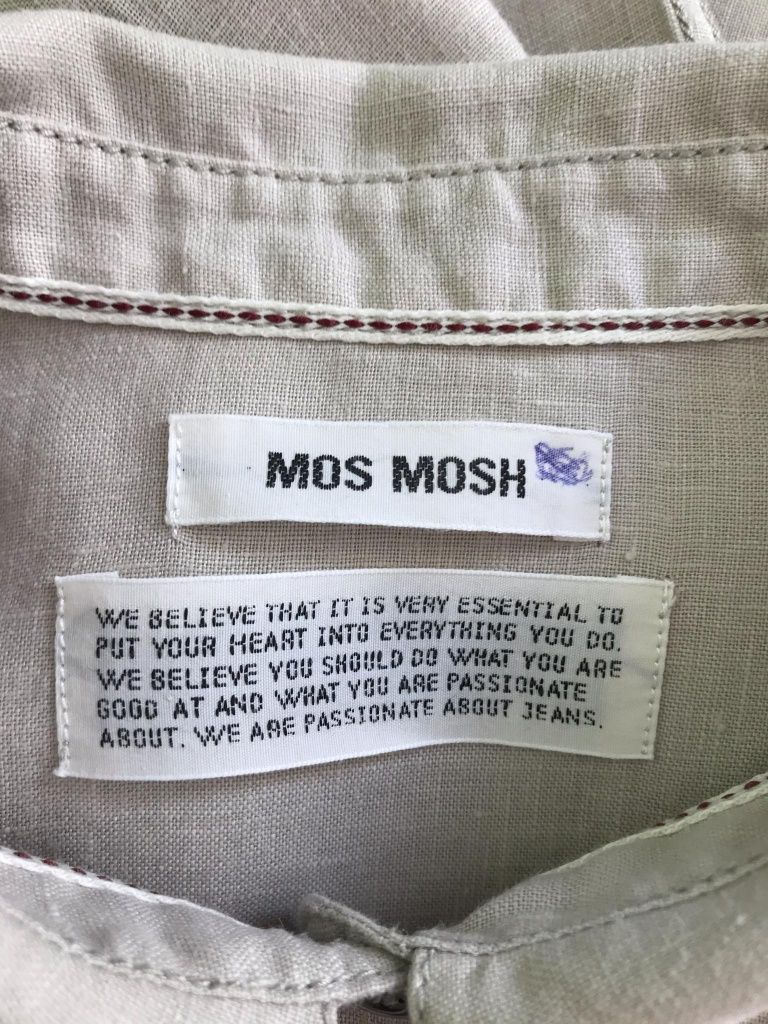 MOS MOSH
WE BELIEVE THAT IT IS VERY ESSENTIAL TO
PUT YOUR HEART INTO EVERYTHING YOU DO.
WE BELIEVE YOU SHOULD DO WHAT YOU ARE
GOOD AT AND WHAT YOU ARE PASSIONATE
ABOUT. WE ARE PASSIONATE ABOUT JEANS.